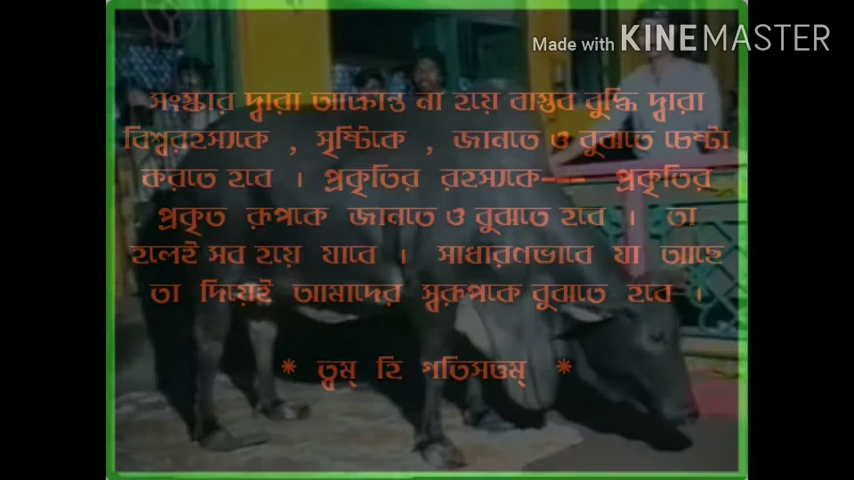 Made with KINEMASTER
সংস্কার দ্বারা আক্রান্ত না হয়ে বাস্তব বুদ্ধি দ্বারা
বিশ্বরহস্যকে , সৃষ্টিকে , জানতে ও বুঝতে চেষ্টা
করতে হবে । প্রকৃতির রহস্যকে--- প্রকৃতির
প্রকৃত রূপকে জানতে ও বুঝতে হবে । তা
হলেই সব হয়ে যাবে । সাধারণভাবে যা আছে
তা দিয়েই আমাদের স্বরূপকে বুঝতে হবে ।
* ত্বম্ হি গতিসত্তম্ *